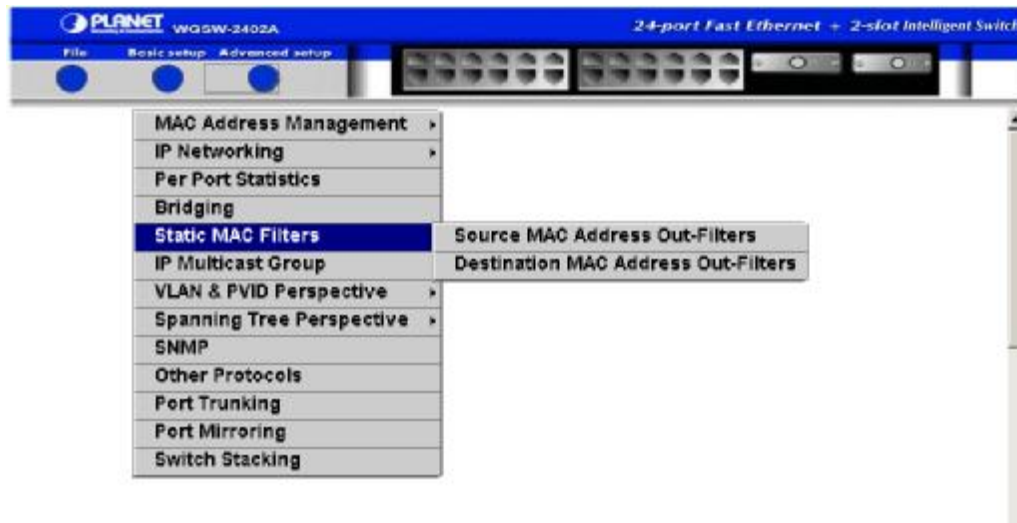 PLANET WGSW-2402A
24-port Fast Ethernet + 2-slot Intelligent Switch
File Basic setup Advanced setup
MAC Address Management
IP Networking
Per Port Statistics
Bridging
Static MAC Filters
Source MAC Address Out-Filters
IP Multicast Group
Destination MAC Address Out-Filters
VLAN & PVID Perspective
Spanning Tree Perspective
SNMP
Other Protocols
Port Trunking
Port Mirroring
Switch Stacking